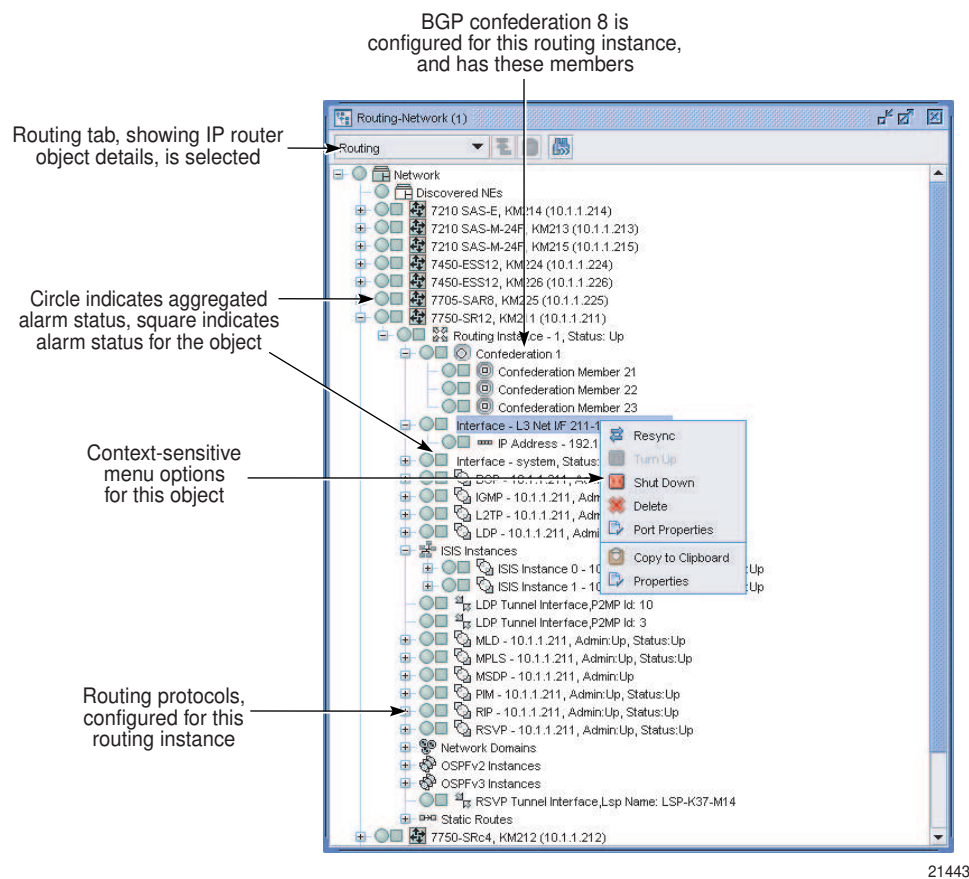 BGP confederation 8 is
configured for this routing instance,
and has these members
Routing-Network (1)
Routing tab, showing IP router
object details, is selected
Routing
Network
Discovered NEs
7210 SAS-E, KM214 (10.1.1.214)
7210 SAS-M-24F, KM213 (10.1.1.213)
7210 SAS-M-24F, KM215 (10.1.1.215)
7450-ESS12, KM224 (10.1.1.224)
7450-ESS12, KM226 (10.1.1.226)
7705-SAR8, KM225 (10.1.1.225)
7750-SR12, KM211 (10.1.1.211)
Circle indicates aggregated
alarm status, square indicates
alarm status for the object
Routing Instance - 1, Status: Up
Confederation 1
Confederation Member 21
Confederation Member 22
Confederation Member 23
Interface - L3 Net I/F 211-1
IP Address - 192.1
Interface - system, Status:
BGP - 10.1.1.211, Adm
IGMP - 10.1.1.211, Adm
L2TP - 10.1.1.211, Adm
LDP - 10.1.1.211, Admi
Context-sensitive
menu options
for this object
Resync
Turn Up
Shut Down
Delete
Port Properties
Copy to Clipboard
Properties
ISIS Instances
ISIS Instance 0 - 10 Up
ISIS Instance 1 - 10 Up
LDP Tunnel Interface,P2MP Id: 10
LDP Tunnel Interface,P2MP Id: 3
MLD - 10.1.1.211, Admin:Up, Status:Up
MPLS - 10.1.1.211, Admin:Up, Status:Up
MSDP - 10.1.1.211, Admin:Up
PIM - 10.1.1.211, Admin:Up, Status:Up
RIP - 10.1.1.211, Admin:Up, Status:Up
RSVP - 10.1.1.211, Admin:Up, Status:Up
Routing protocols,
configured for this
routing instance
Network Domains
OSPFv2 Instances
OSPFv3 Instances
RSVP Tunnel Interface,Lsp Name: LSP-K37-M14
Static Routes
7750-SRc4, KM212 (10.1.1.212)
21443